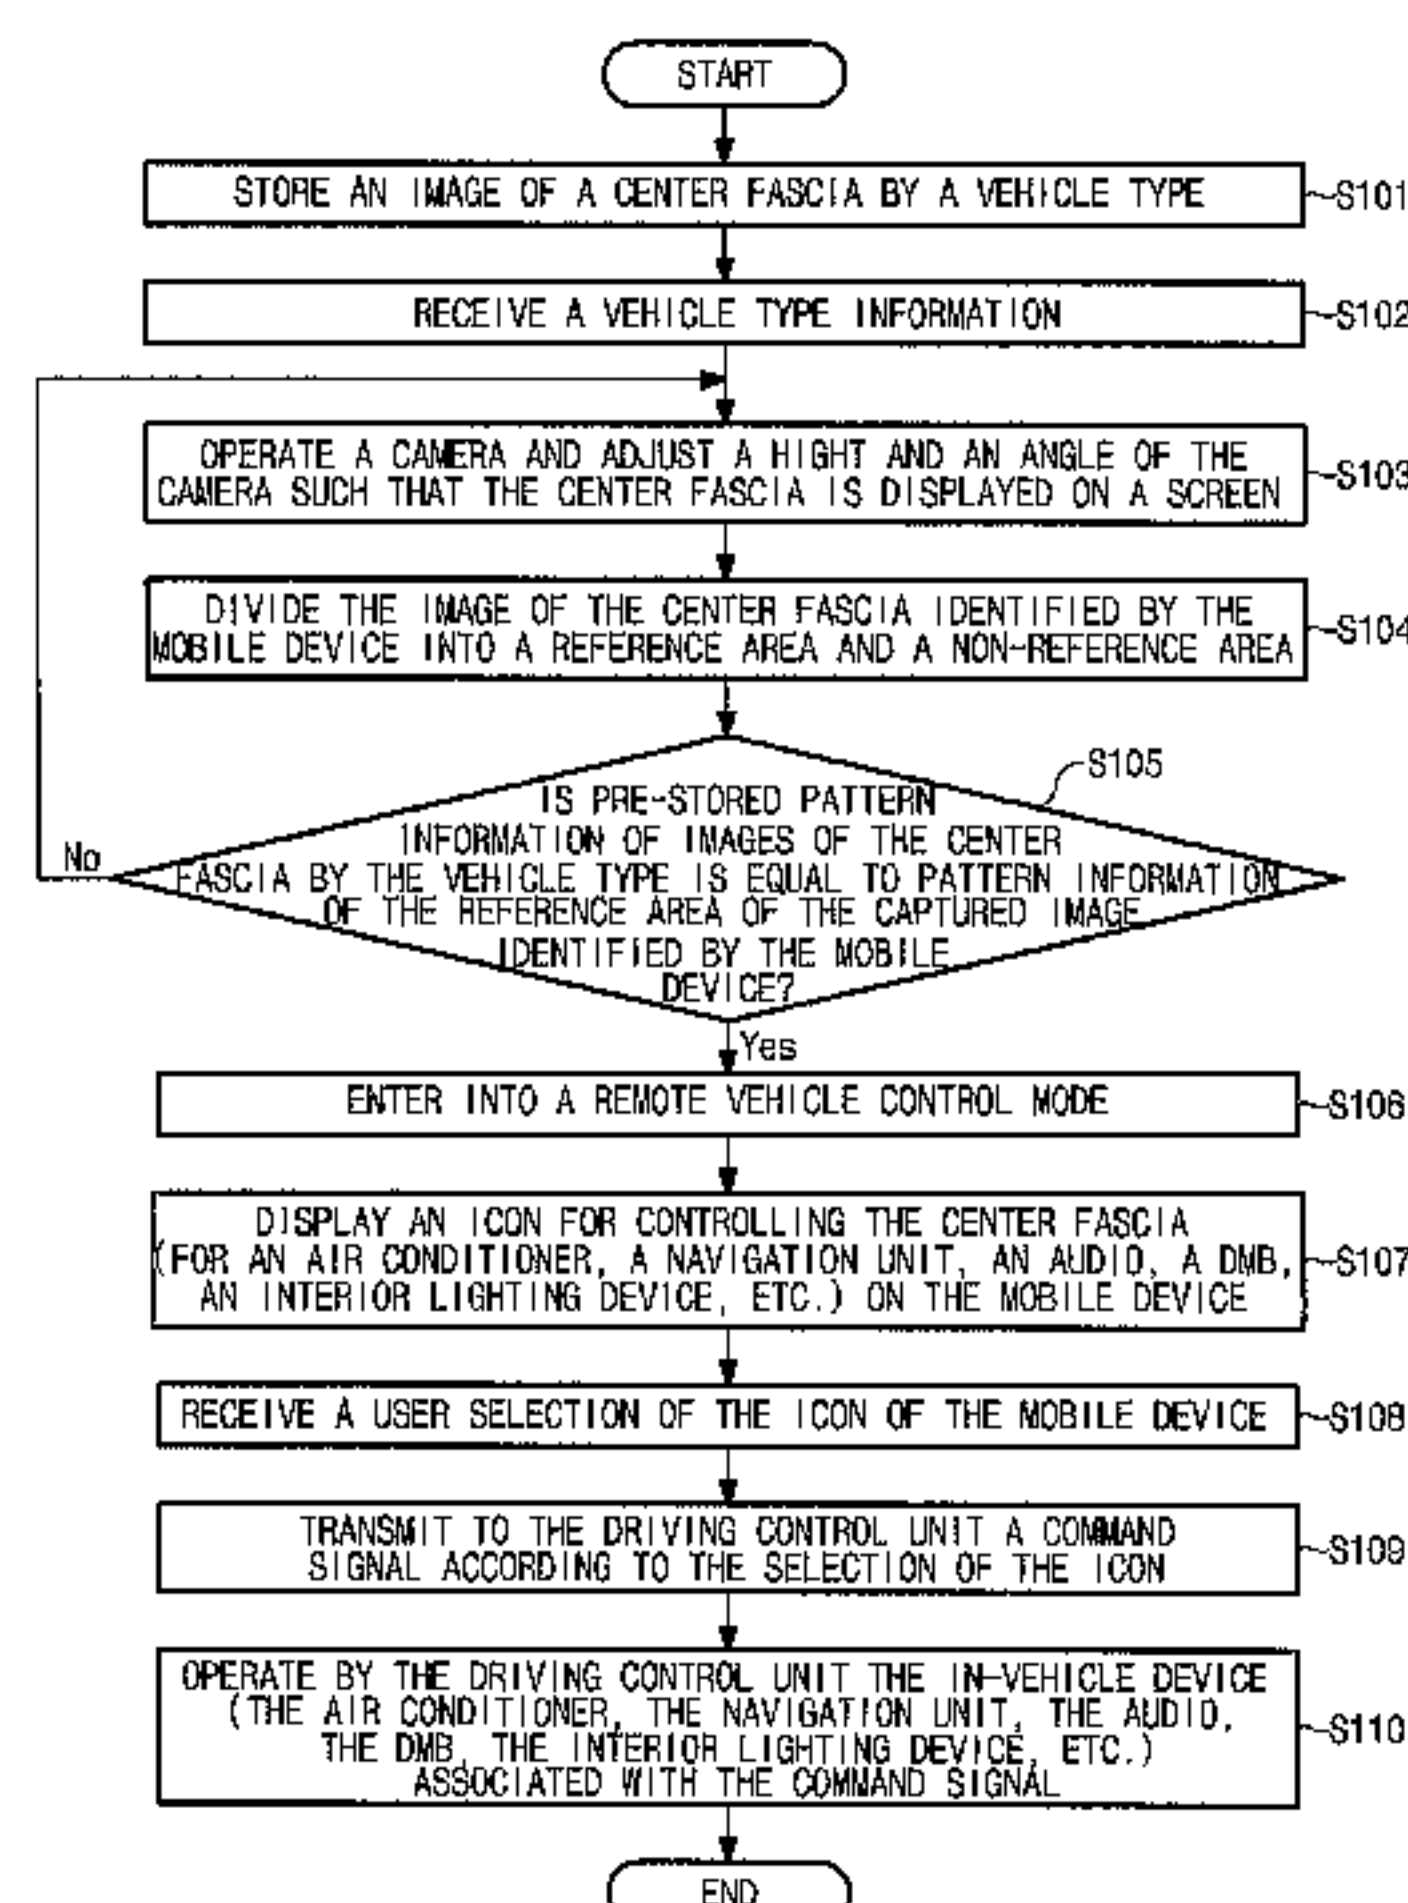 START
STORE AN IMAGE OF A CENTER FASCIA BY A VEHICLE TYPE
S101
RECEIVE A VEHICLE TYPE INFORMATION
S102
OPERATE A CAMERA AND ADJUST A HIGHT AND AN ANGLE OF THE
CAMERA SUCH THAT THE CENTER FASCIA IS DISPLAYED ON A SCREEN
S103
DIVIDE THE IMAGE OF THE CENTER FASCIA IDENTIFIED BY THE
MOBILE DEVICE INTO A REFERENCE AREA AND A NON-REFERENCE AREA
S104
S105
IS PRE-STORED PATTERN
INFORMATION OF IMAGES OF THE CENTER
FASCIA BY THE VEHICLE TYPE IS EQUAL TO PATTERN INFORMATION
OF THE REFERENCE AREA OF THE CAPTURED IMAGE
IDENTIFIED BY THE MOBILE
DEVICE?
No
Yes
ENTER INTO A REMOTE VEHICLE CONTROL MODE
S106
DISPLAY AN ICON FOR CONTROLLING THE CENTER FASCIA
(FOR AN AIR CONDITIONER, A NAVIGATION UNIT, AN AUDIO, A DMB,
AN INTERIOR LIGHTING DEVICE, ETC.) ON THE MOBILE DEVICE
S107
RECEIVE A USER SELECTION OF THE ICON OF THE MOBILE DEVICE
S108
TRANSMIT TO THE DRIVING CONTROL UNIT A COMMAND
SIGNAL ACCORDING TO THE SELECTION OF THE ICON
S109
OPERATE BY THE DRIVING CONTROL UNIT THE IN-VEHICLE DEVICE
(THE AIR CONDITIONER, THE NAVIGATION UNIT, THE AUDIO,
THE DMB, THE INTERIOR LIGHTING DEVICE, ETC.)
ASSOCIATED WITH THE COMMAND SIGNAL
S110
END